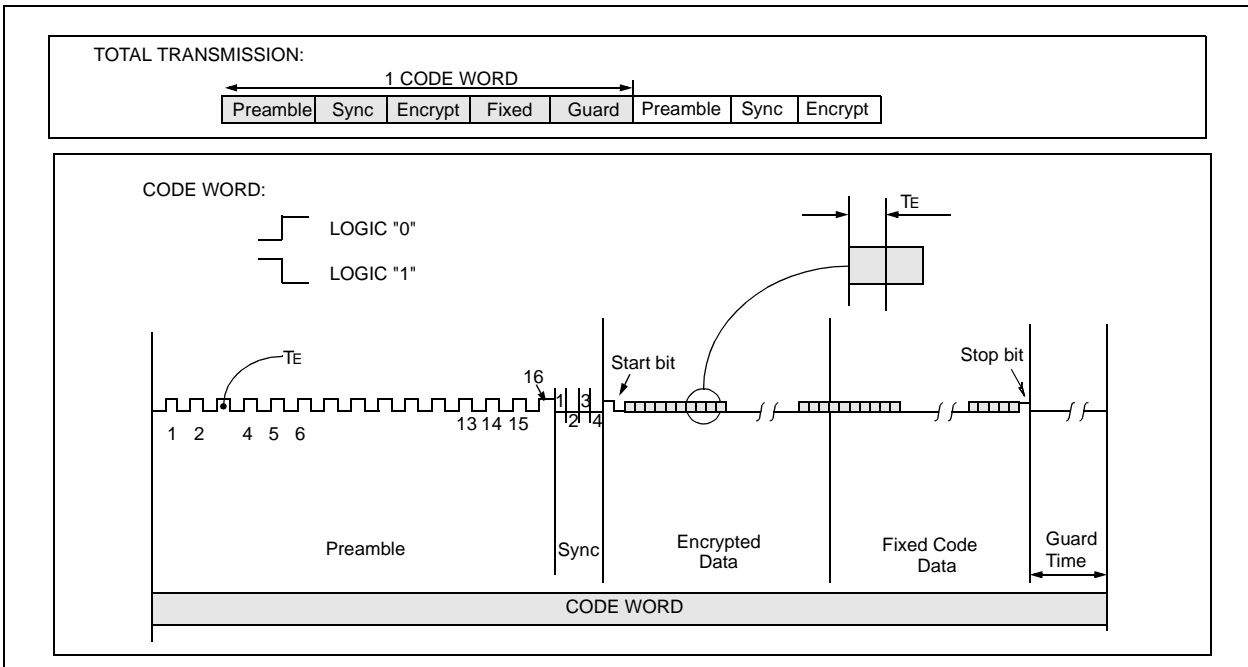 TOTAL TRANSMISSION:
1 CODE WORD
Preamble Sync Encrypt Fixed Guard Preamble Sync Encrypt
CODE WORD:
LOGIC "0"
LOGIC "1"
TE
TE
Start bit
Stop bit
16
1 3
2 4
1 2 4 5 6 13 14 15
Preamble
Sync
Encrypted
Data
Fixed Code
Data
Guard
Time
CODE WORD